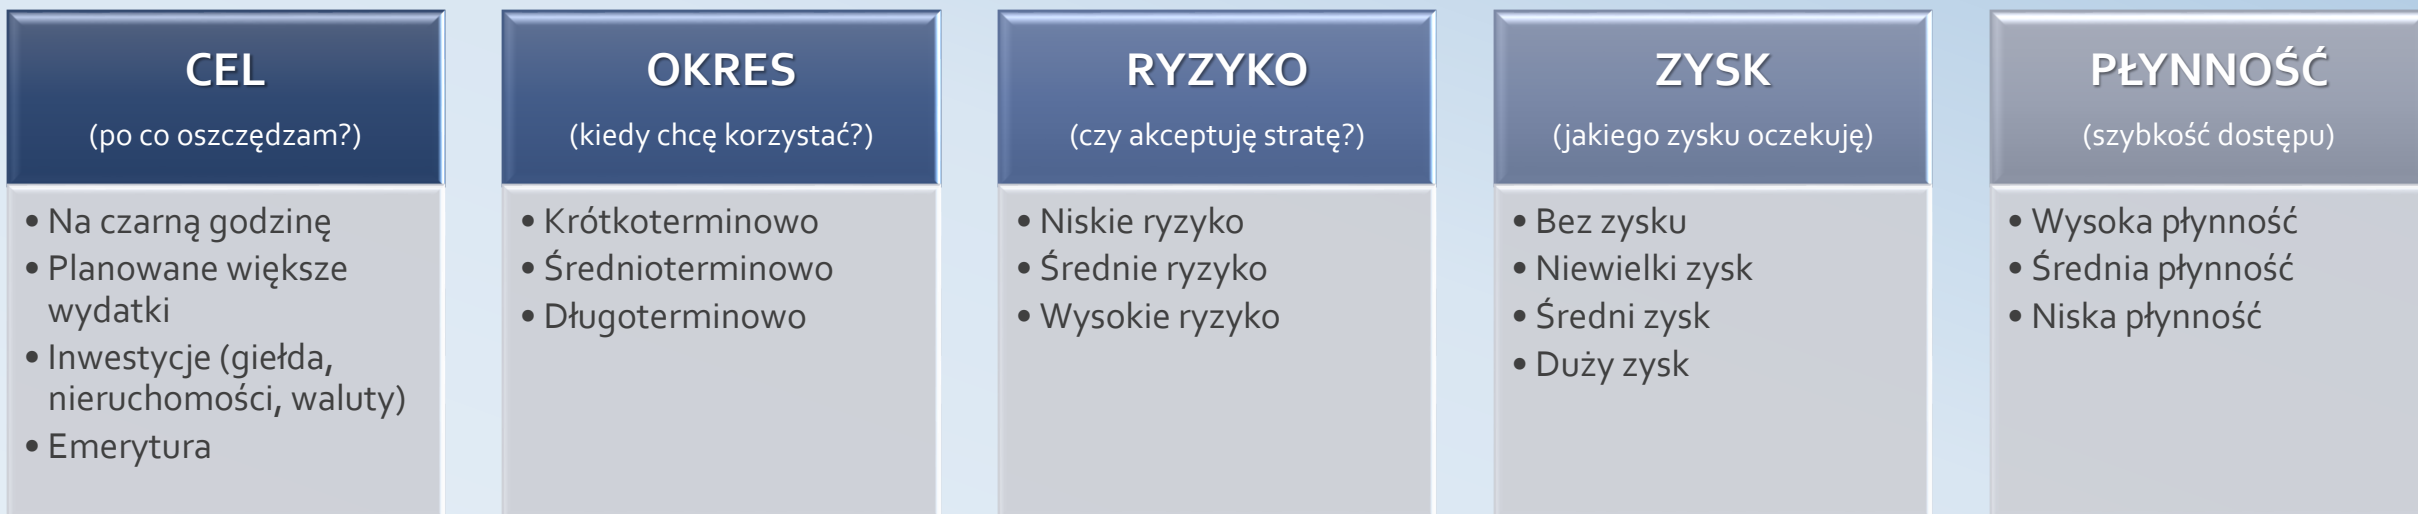 CEL
(po co oszczędzam?)
• Na czarną godzinę
• Planowane większe
wydatki
• Inwestycje (giełda,
nieruchomości, waluty)
• Emerytura
OKRES
(kiedy chcę korzystać?)
• Krótkoterminowo
• Średnioterminowo
• Długoterminowo
RYZYKO
(czy akceptuję stratę?)
• Niskie ryzyko
• Średnie ryzyko
• Wysokie ryzyko
ZYSK
(jakiego zysku oczekuję)
• Bez zysku
• Niewielki zysk
• Średni zysk
• Duży zysk
PŁYNNOŚĆ
(szybkość dostępu)
• Wysoka płynność
• Średnia płynność
• Niska płynność